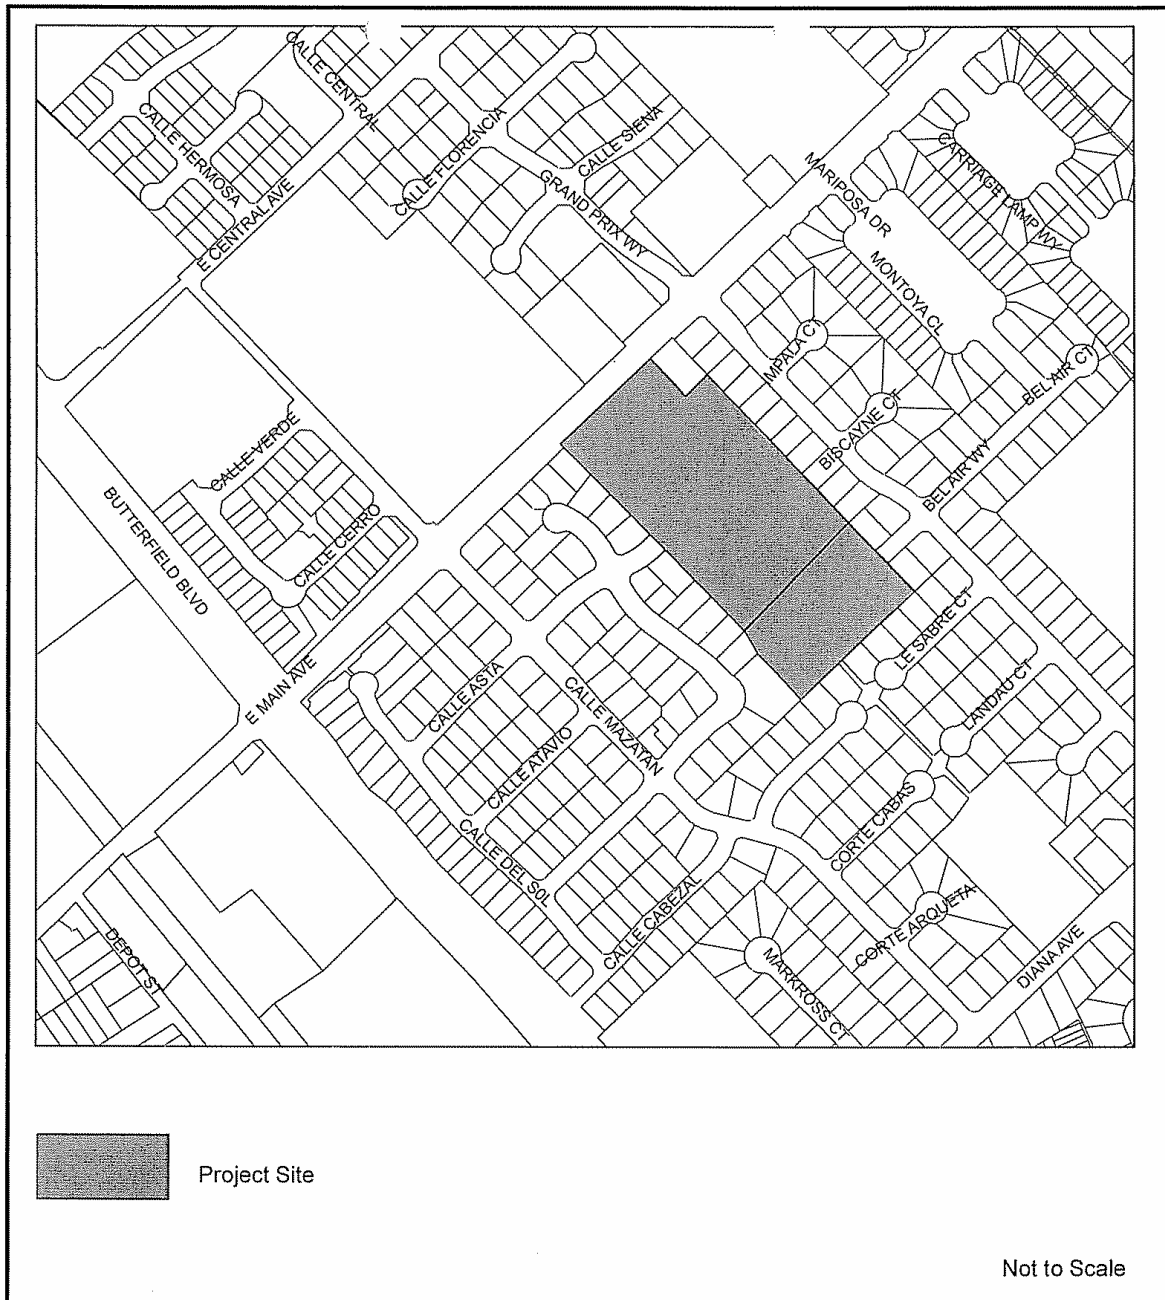 CALLE CENTRAL
CALLE HERMOSA
E CENTRAL AVE
CALLE FLORENCIA
CALLE SIENA
GRAND PRIX WY
MARIPOSA DR
CARRIAGE LAMP WY
MONTOYA CL
MPALA CT
BISCAYNE CT
BEL AIR CT
BEL AIR WY
CALLE VERDE
CALLE CERRO
BUTTERFIELD BLVD
E MAIN AVE
CALLE ASTA
CALLE ATAVIO
CALLE MAZATAN
CALLE DEL SOL
CALLE CABEZAL
LE SABRE CT
LANDAU CT
CORTE CABAS
CORTE ARQUETA
MARKROSS CT
DIANA AVE
DEPOT ST
Project Site
Not to Scale